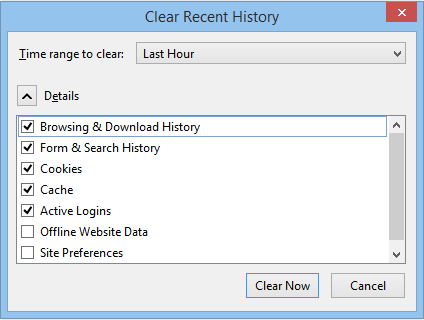 Clear Recent History
Time range to clear: Last Hour
Details
Browsing & Download History
Form & Search History
Cookies
Cache
Active Logins
Offline Website Data
Site Preferences
Clear Now Cancel